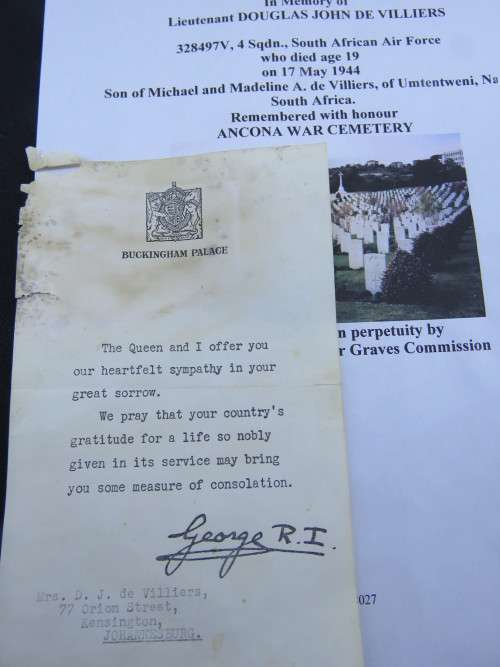 In Memory of
Lieutenant DOUGLAS JOHN DE VILLIERS
328497V, 4 Sqdn., South African Air Force
who died age 19
on 17 May 1944
Son of Michael and Madeline A. de Villiers, of Umtentweni, Na
South Africa.
Remembered with honour
ANCONA WAR CEMETERY
n perpetuity by
r Graves Commission
027
BUCKINGHAM PALACE
The Queen and I offer you
our heartfelt sympathy in your
great sorrow.
We pray that your country's
gratitude for a life so nobly
given in its service may bring
you some measure of consolation.
George R.I.
Mrs. D. J. de Villiers,
77 Orion Street,
Kensington,
JOHANNESBURG.